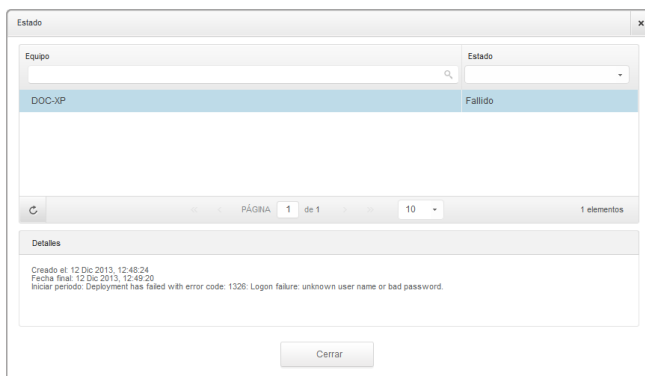 Estado
Equipo Estado
DOC-XP Fallido
PÁGINA 1 de 1 10 1 elementos
Detalles
Creado el: 12 Dic 2013, 12:48:24
Fecha final: 12 Dic 2013, 12:49:20
Iniciar periodo: Deployment has failed with error code: 1326: Logon failure: unknown user name or bad password.
Cerrar